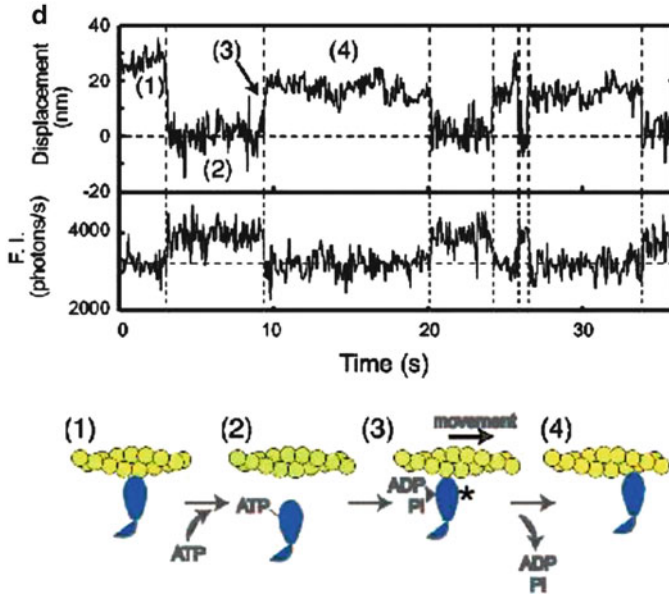 d
40
20
0
-20
Displacement
(nm)
(1)
(2)
(3)
(4)
4000
2000
F. I.
(photons/s)
0
10
20
30
Time (s)
(1)
(2)
(3)
(4)
movement
ATP
ATP
ADP
Pi
*
ADP
Pi